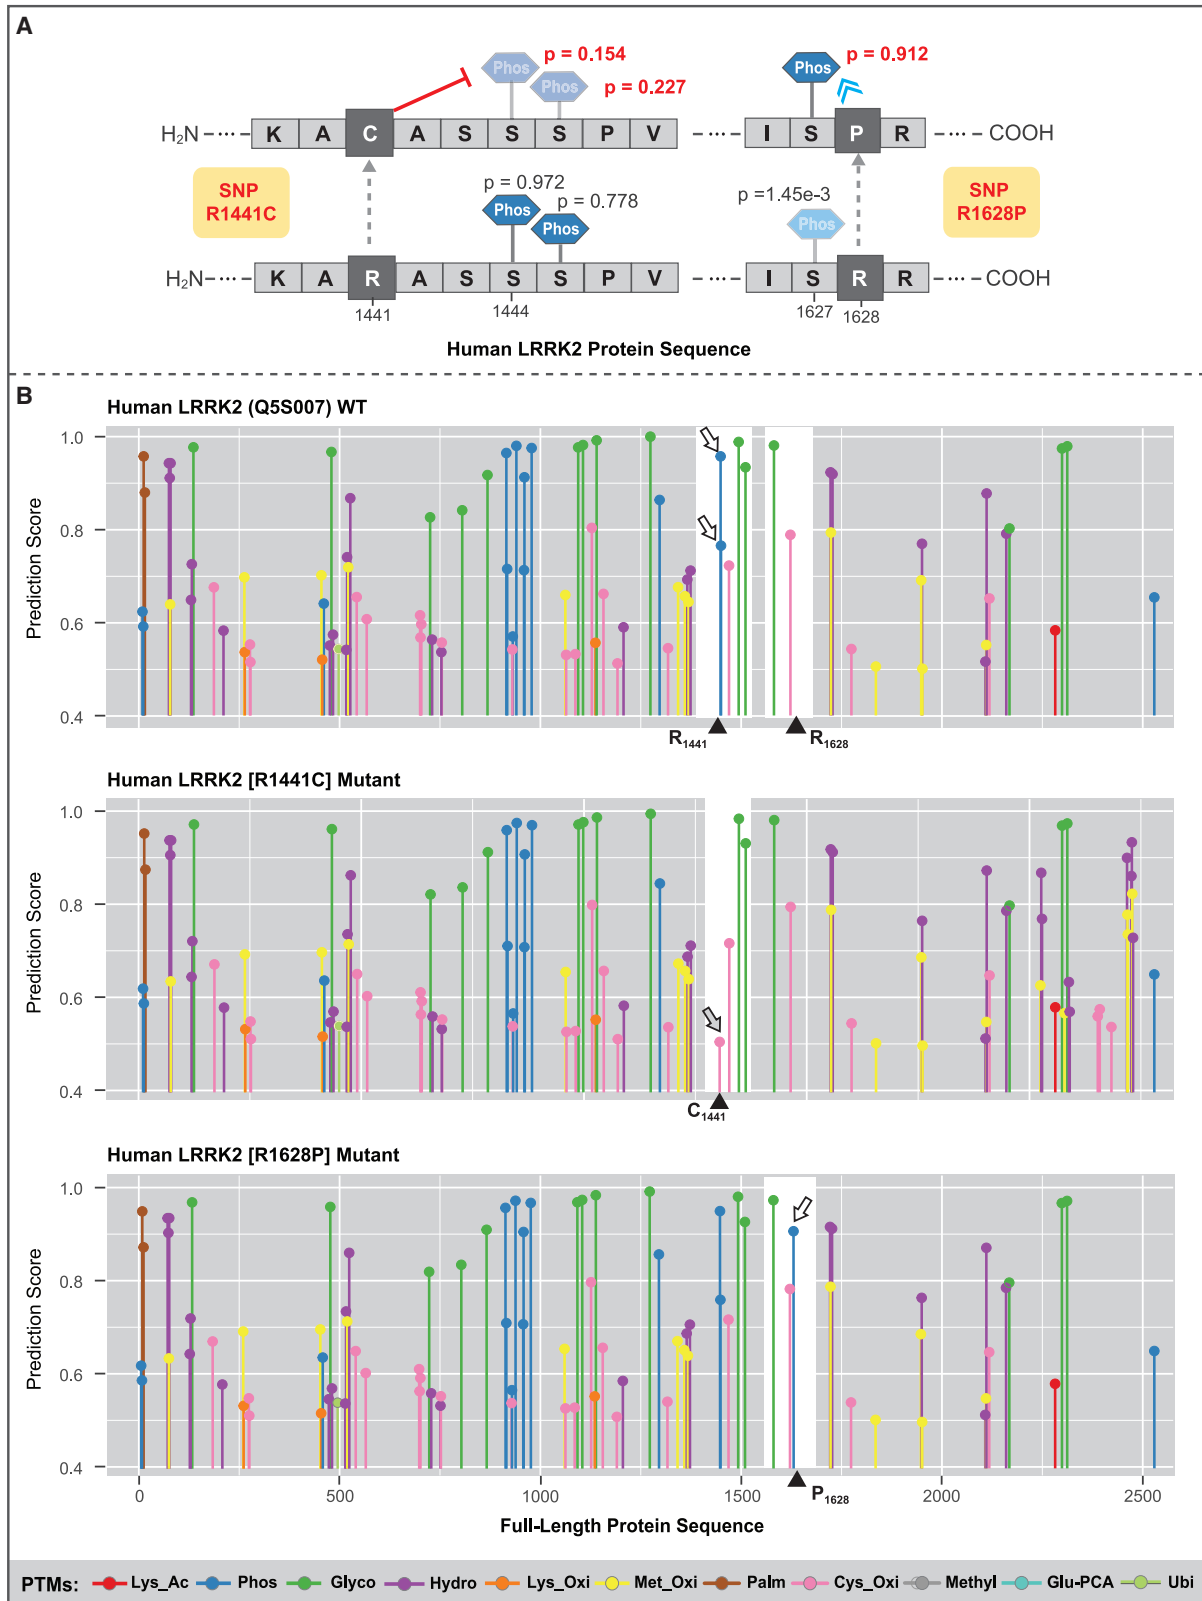 A
Phos p = 0.154
Phos p = 0.227
Phos p = 0.912
H₂N ··· K A C A S S S P V ··· I S P R ··· COOH
SNP
R1441C
p = 0.972
Phos
p = 0.778
Phos
p =1.45e-3
Phos
SNP
R1628P
H₂N ··· K A R A S S S P V ··· I S R R ··· COOH
1441 1444 1627 1628
Human LRRK2 Protein Sequence
B
Human LRRK2 (Q5S007) WT
Prediction Score
1.0
0.8
0.6
0.4
R₁₄₄₁ R₁₆₂₈
Human LRRK2 [R1441C] Mutant
Prediction Score
1.0
0.8
0.6
0.4
C₁₄₄₁
Human LRRK2 [R1628P] Mutant
Prediction Score
1.0
0.8
0.6
0.4
0 500 1000 1500 2000 2500
P₁₆₂₈
Full-Length Protein Sequence
PTMs: Lys_Ac Phos Glyco Hydro Lys_Oxi Met_Oxi Palm Cys_Oxi Methyl Glu-PCA Ubi